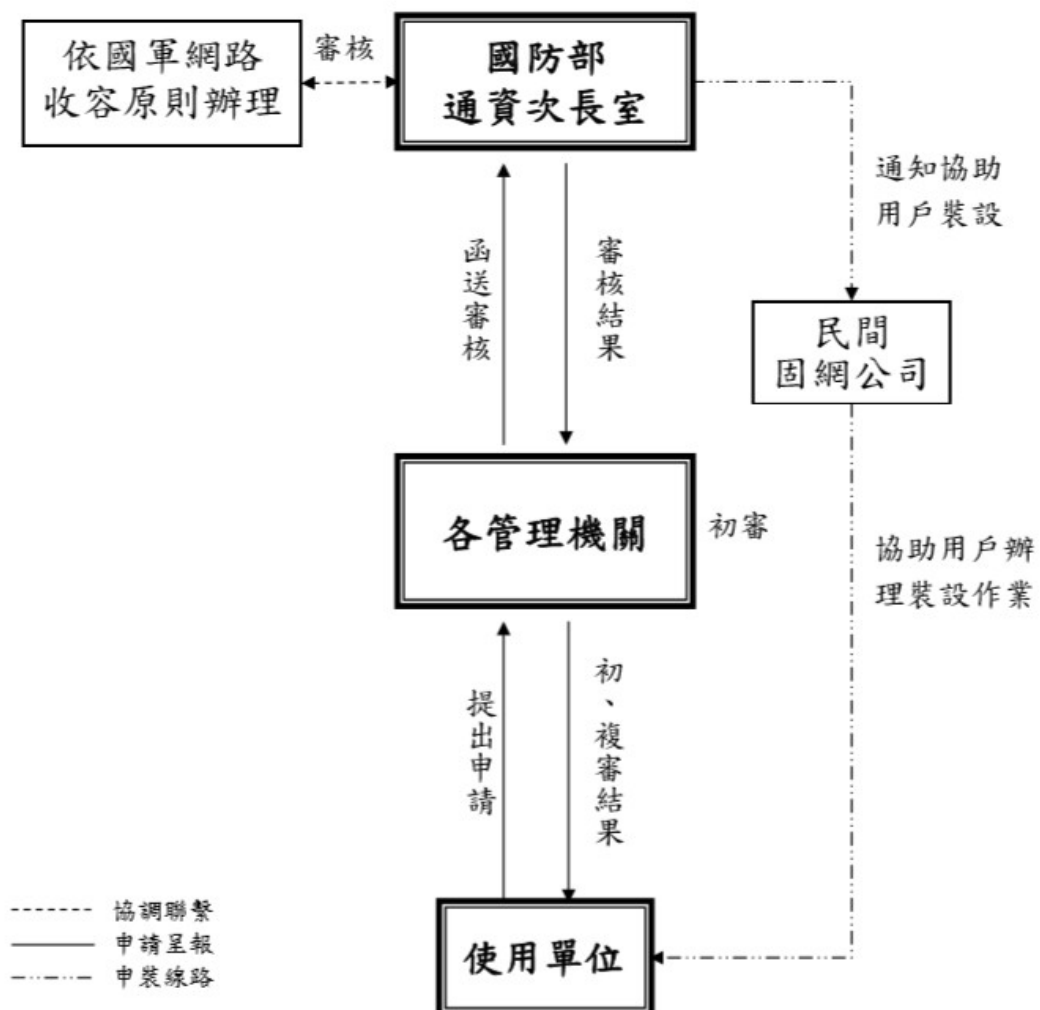 依國軍網路
收容原則辦理
審核
國防部
通資次長室
通知協助
用戶裝設
函送審核
審核結果
民間
固網公司
各管理機關
初審
協助用戶辦
理裝設作業
提出申請
初、複審結果
使用單位
協調聯繫
申請呈報
申裝線路